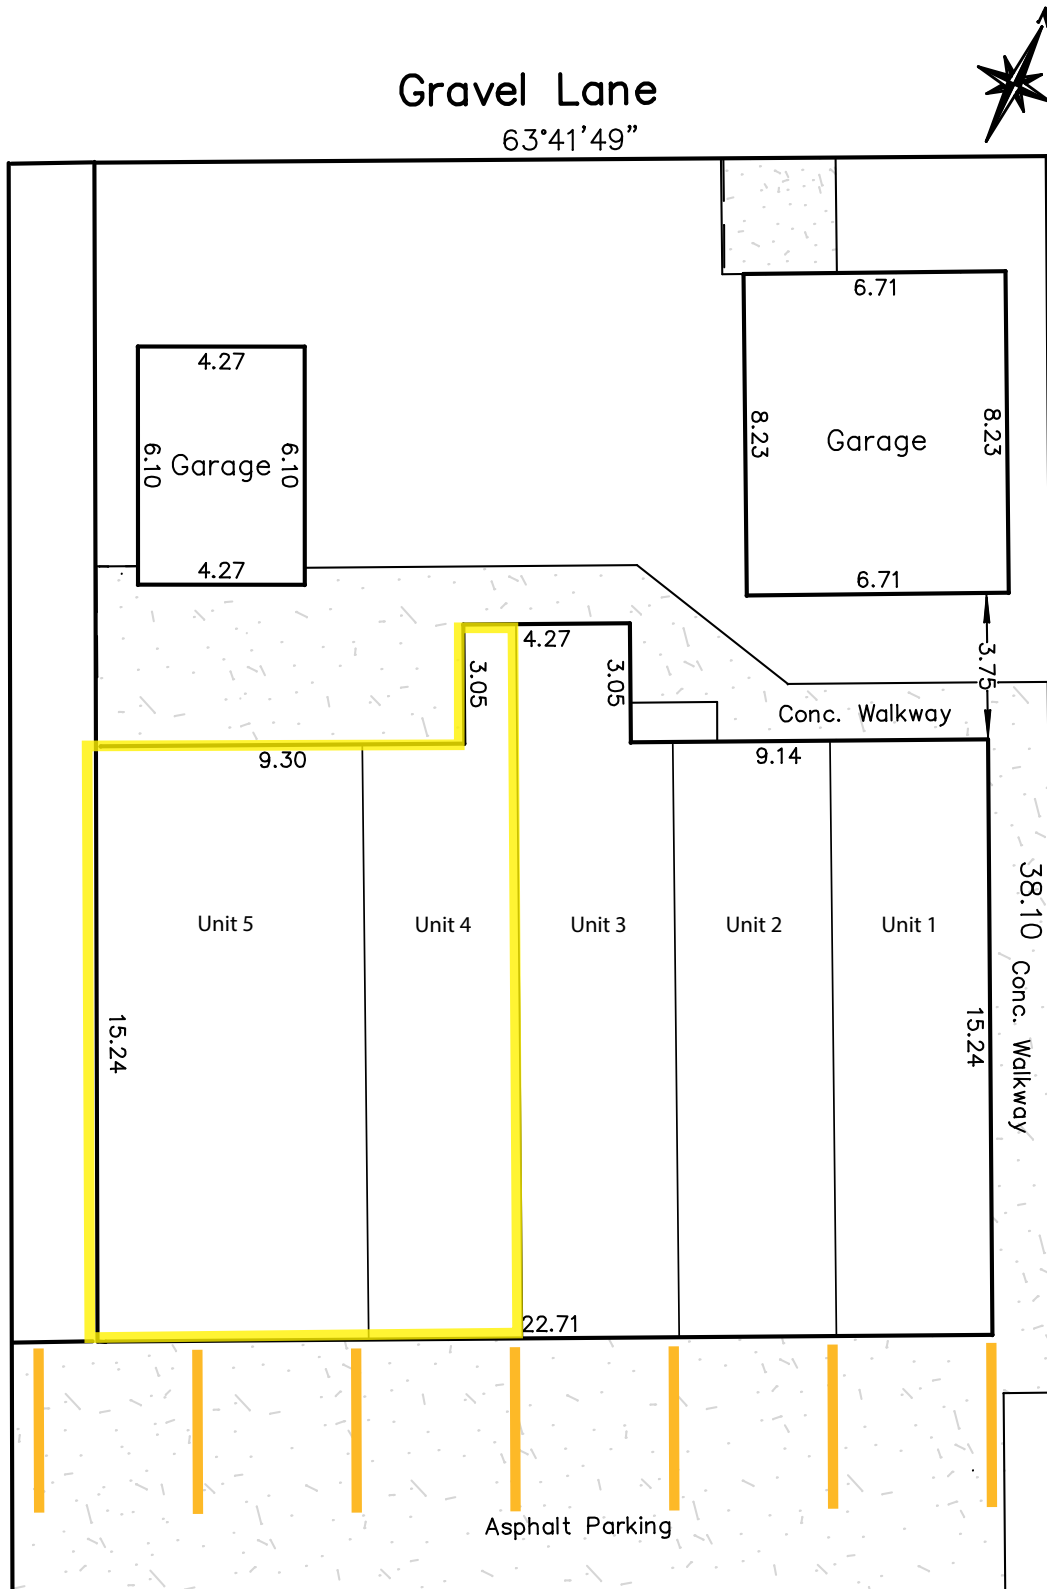 Gravel Lane
63°41'49"
6.71
4.27
8.23
8.23
Garage
6.10
Garage
6.10
4.27
6.71
4.27
3.05
3.05
3.75
Conc. Walkway
9.30
9.14
38.10
Unit 5
Unit 4
Unit 3
Unit 2
Unit 1
Conc. Walkway
15.24
15.24
22.71
Asphalt Parking